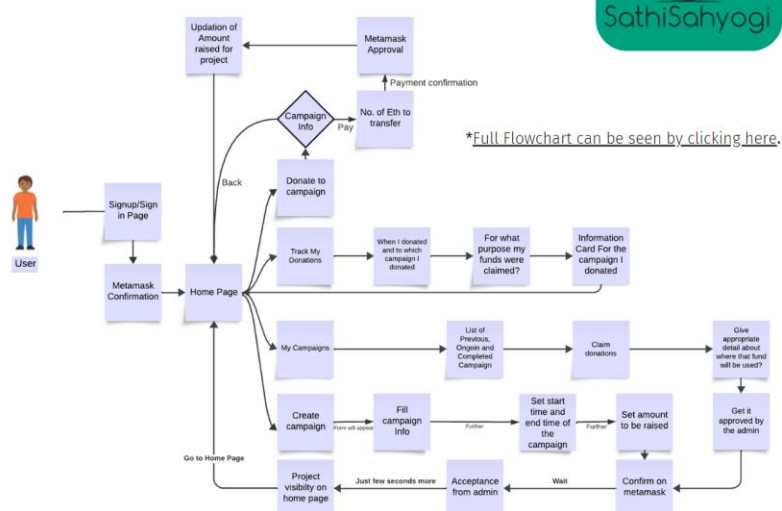 SathiSahyogi
Updation of
Amount
raised for
project
Metamask
Approval
Payment confirmation
Campaign
Info
Pay
No. of Eth to
transfer
*Full Flowchart can be seen by clicking here.
Back
Donate to
campaign
Signup/Sign
in Page
User
Track My
Donations
When I donated
and to which
campaign I
donated
For what
purpose my
funds were
claimed?
Information
Card For the
campaign I
donated
Metamask
Confirmation
Home Page
My Campaigns
List of
Previous,
Ongoin and
Completed
Campaign
Claim
donations
Give
appropriate
detail about
where that fund
will be used?
Create
campaign
Form will appear
Fill
campaign
Info
Further
Set start
time and
end time of
the
campaign
Further
Set amount
to be raised
Get it
approved by
the admin
Go to Home Page
Project
visibilty on
home page
Just few seconds more
Acceptance
from admin
Wait
Confirm on
metamask